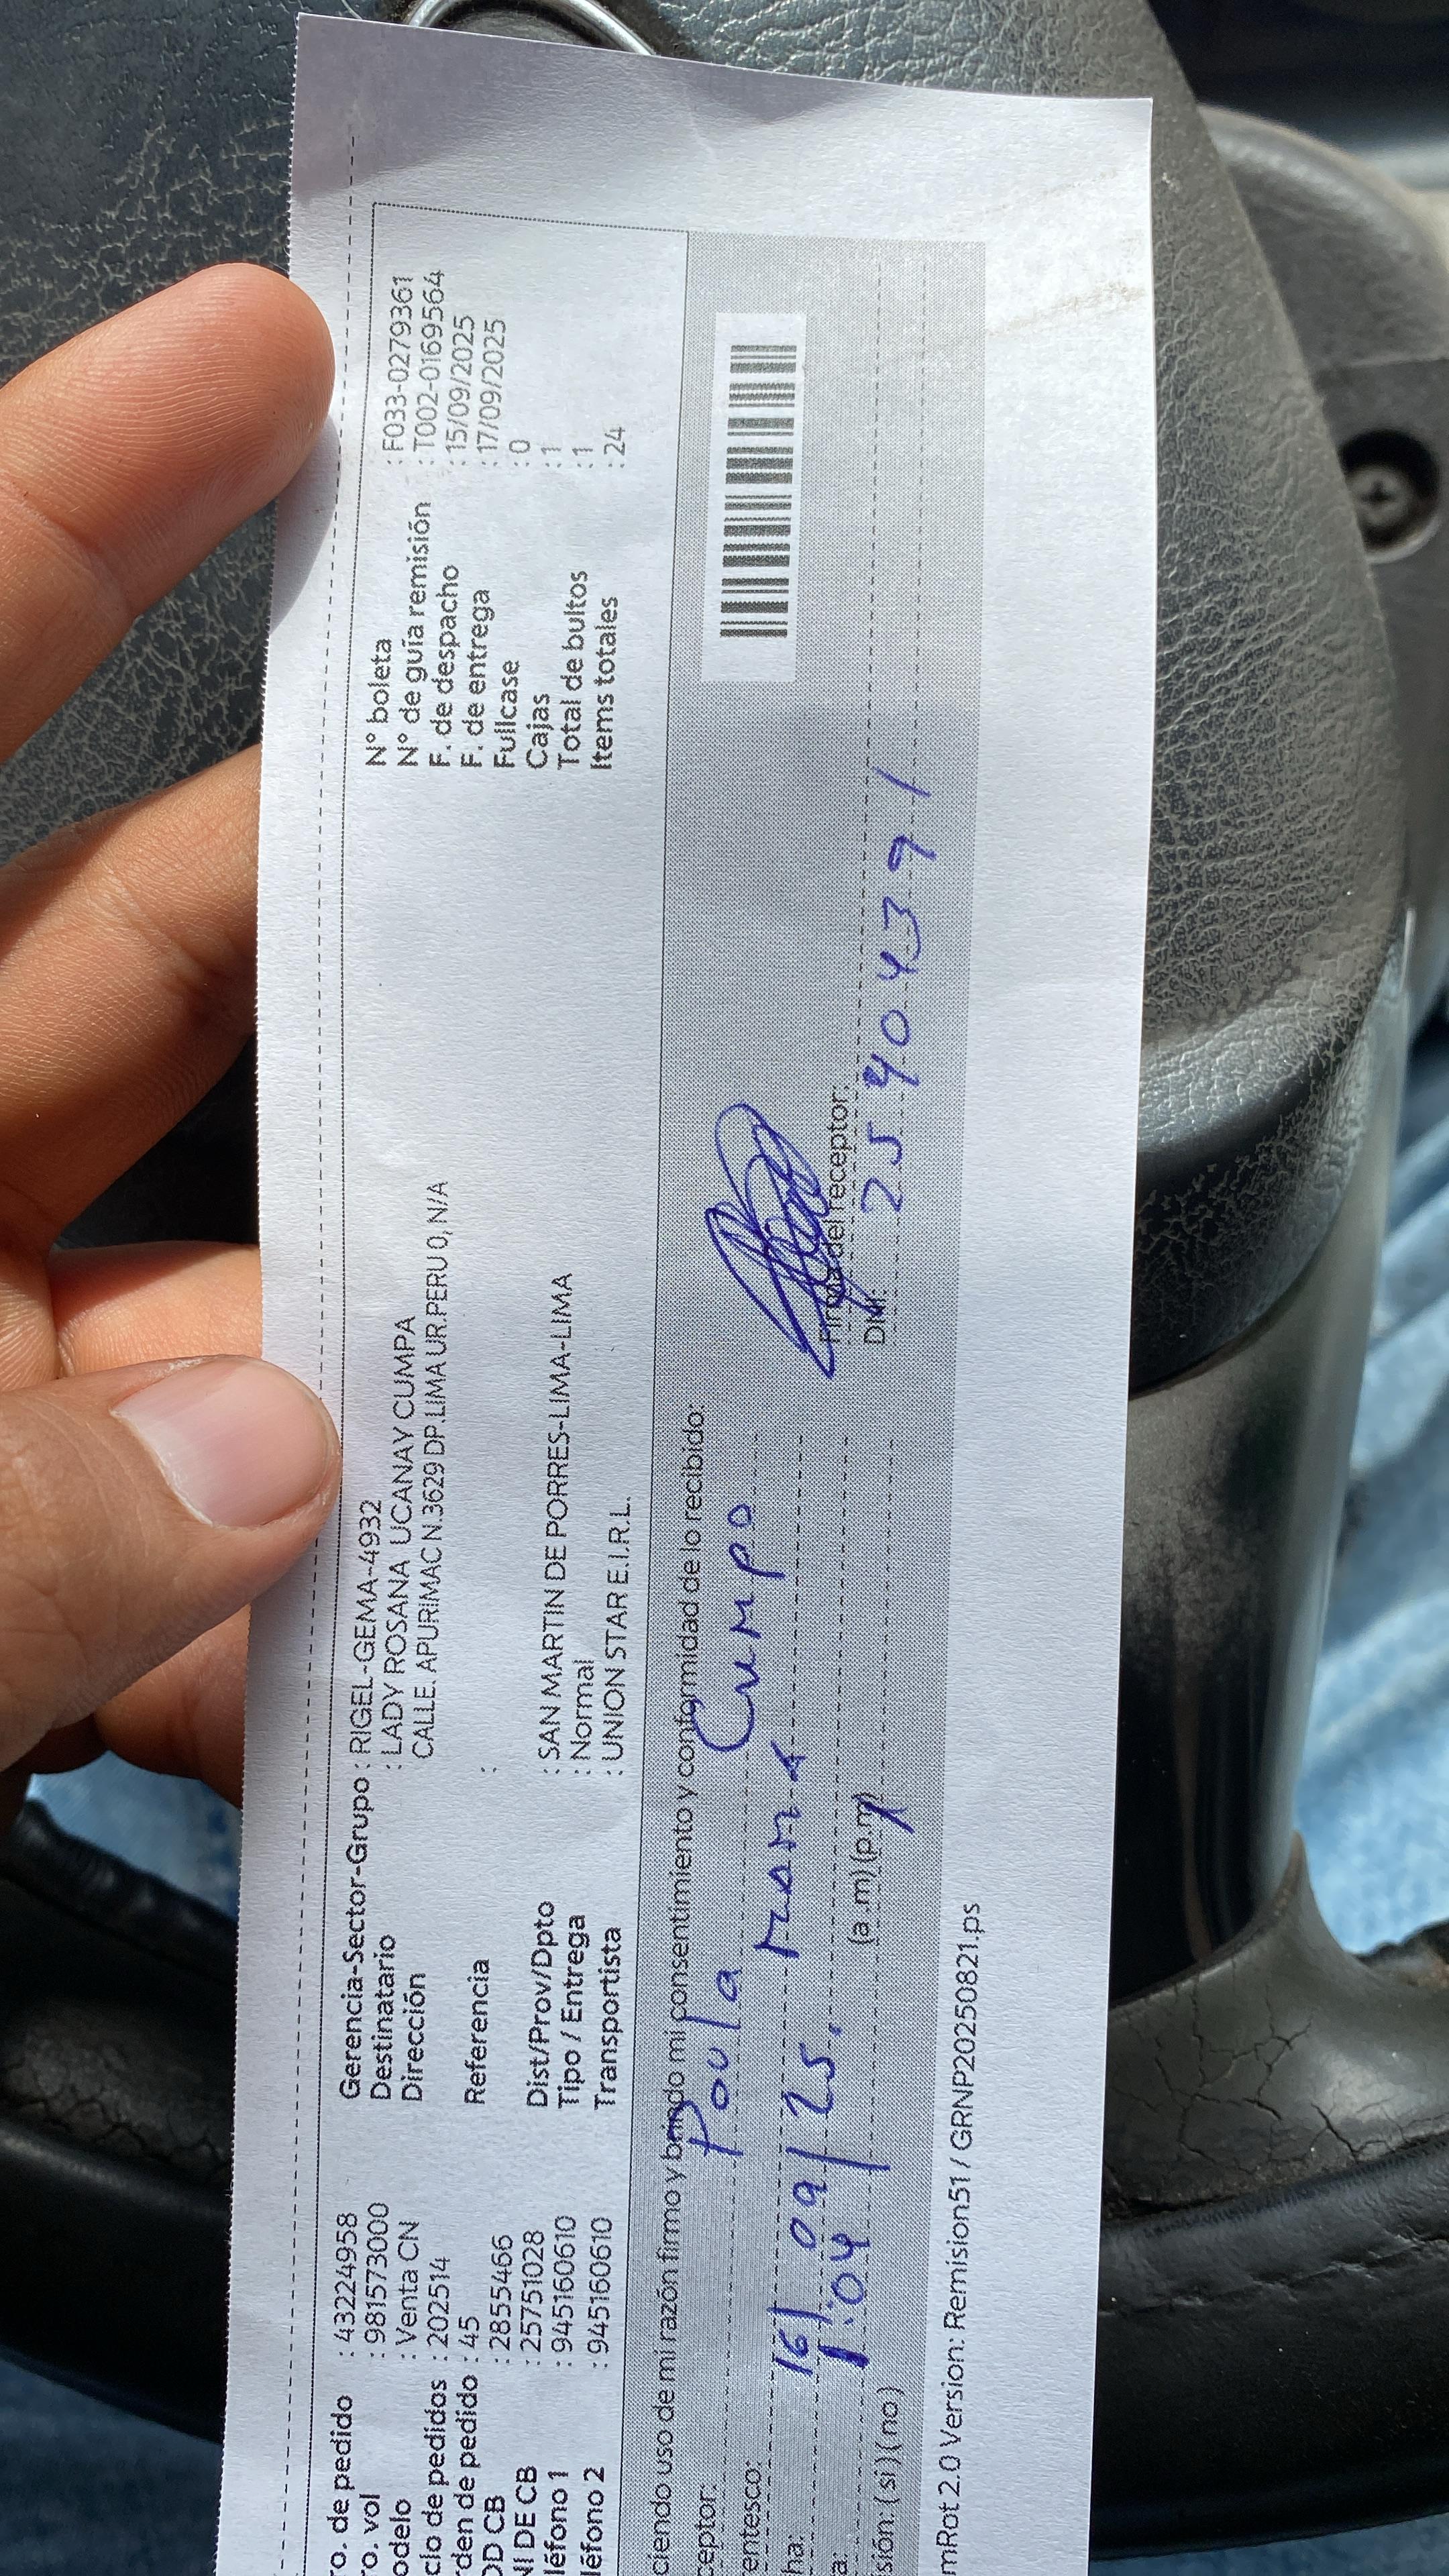 ro. de pedido : 43224958
ro. vol : 981573000
odelo : Venta CN
clo de pedidos : 202514
rden de pedido : 45
OD CB : 2855466
NI DE CB : 25751028
léfono 1 : 945160610
léfono 2 : 945160610
Gerencia-Sector-Grupo : RIGEL-GEMA-4932
Destinatario : LADY ROSANA UCANAY CUMPA
Dirección CALLE. APURIMAC N.3629 DP.LIMA UR.PERU 0, N/A
Referencia :
Dist/Prov/Dpto : SAN MARTIN DE PORRES-LIMA-LIMA
Tipo / Entrega : Normal
Transportista : UNION STAR E.I.R.L.
N° boleta : F033-0279361
N° de guía remisión : T002-0169564
F. de despacho : 15/09/2025
F. de entrega : 17/09/2025
Fullcase : 0
Cajas : 1
Total de bultos : 1
Items totales : 24
ciendo uso de mi razón firmo y brindo mi consentimiento y conformidad de lo recibido:
ceptor: Paula Cumpa
entesco: mamá
ha: 16/09/25.
a: 1:04 (a .m) (p.m)
sión: ( si ) ( no )
Firma del receptor:
DNI: 25404391
mRot 2.0 Version: Remision51 / GRNP20250821.ps